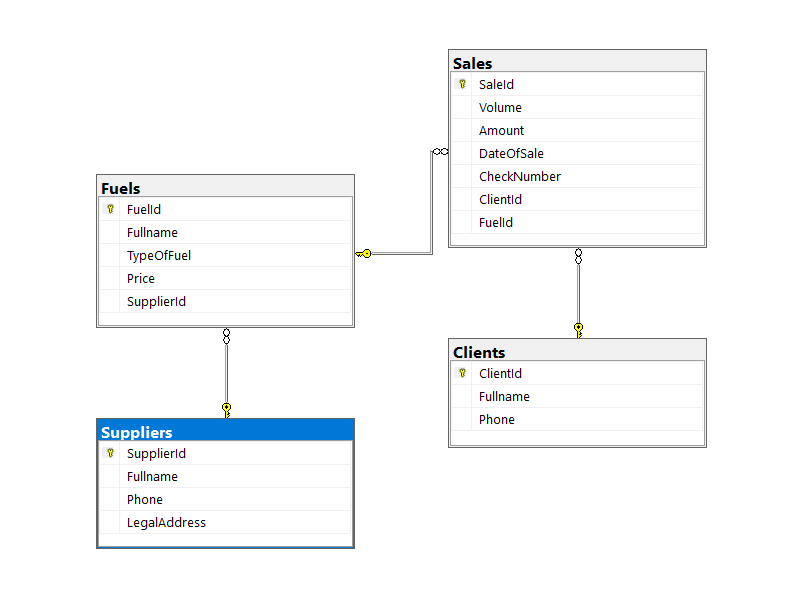 Sales
SaleId
Volume
Amount
DateOfSale
CheckNumber
ClientId
FuelId
Fuels
FuelId
Fullname
TypeOfFuel
Price
SupplierId
Clients
ClientId
Fullname
Phone
Suppliers
SupplierId
Fullname
Phone
LegalAddress